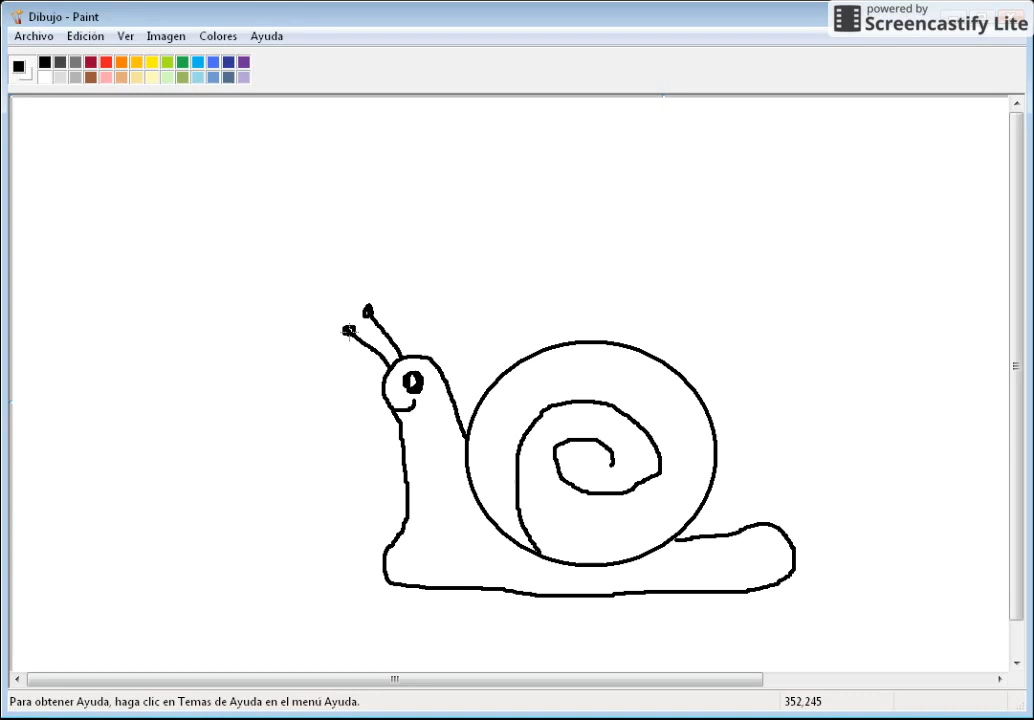 Dibujo - Paint
powered by
Screencastify Lite
Archivo Edición Ver Imagen Colores Ayuda
Para obtener Ayuda, haga clic en Temas de Ayuda en el menú Ayuda.
352,245